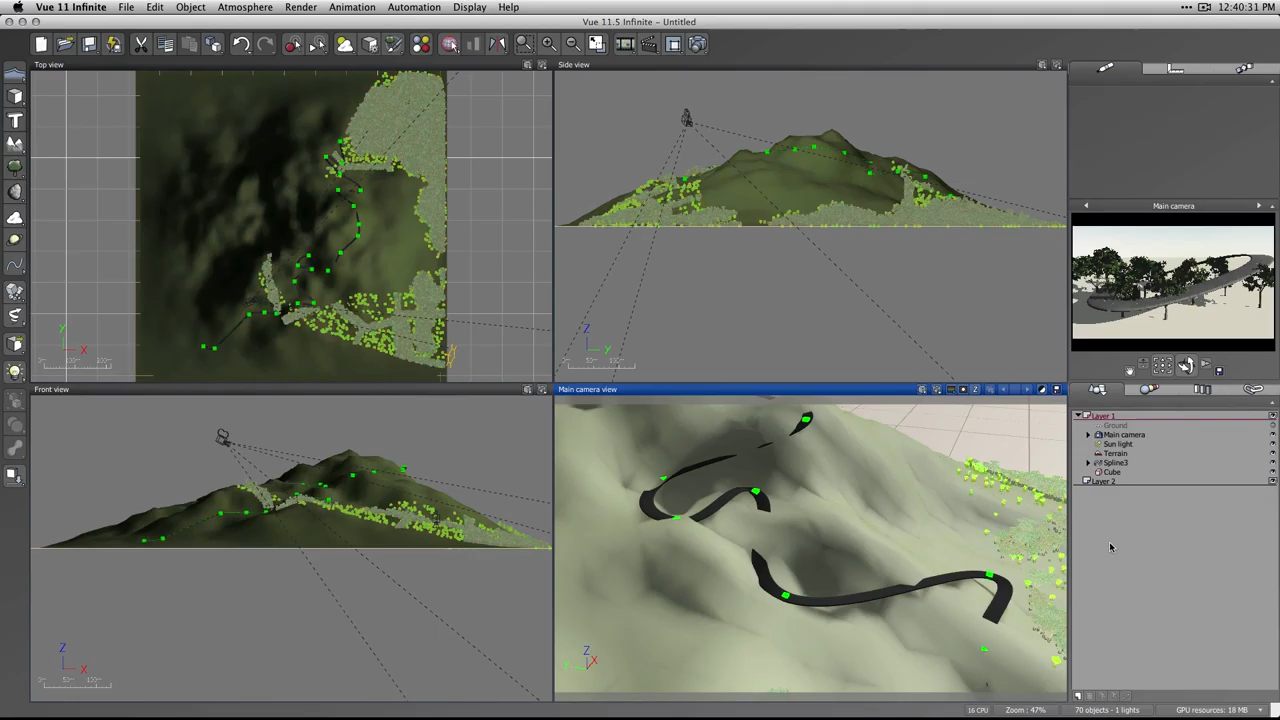 Vue 11 Infinite File Edit Object Atmosphere Render Animation Automation Display Help 12:40:31 PM
Vue 11.5 Infinite - Untitled
Top view
Side view
Main camera
Y
X
Z
Y
Front view
Main camera view
Z
Layer 1
Ground
Main camera
Sun light
Terrain
Spline3
Cube
Layer 2
Z
X
Z
X
16 CPU Zoom : 47% 70 objects - 1 lights GPU resources: 18 MB